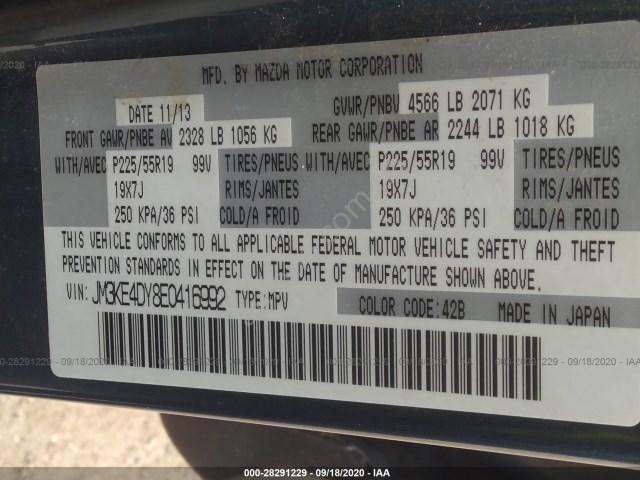 MFD. BY MAZDA MOTOR CORPORATION
DATE 11/13 GVWR/PNBV 4566 LB 2071 KG
FRONT GAWR/PNBE AV 2328 LB 1056 KG REAR GAWR/PNBE AR 2244 LB 1018 KG
WITH/AVEC P225/55R19 99V TIRES/PNEUS WITH/AVEC P225/55R19 99V TIRES/PNEUS
19X7J RIMS/JANTES 19X7J RIMS/JANTES
250 KPA/36 PSI COLD/A FROID 250 KPA/36 PSI COLD/A FROID
THIS VEHICLE CONFORMS TO ALL APPLICABLE FEDERAL MOTOR VEHICLE SAFETY AND THEFT
PREVENTION STANDARDS IN EFFECT ON THE DATE OF MANUFACTURE SHOWN ABOVE.
VIN: JM3KE4DY8E0416992 TYPE: MPV COLOR CODE: 42B MADE IN JAPAN
000-28291229 - 09/18/2020 - IAA